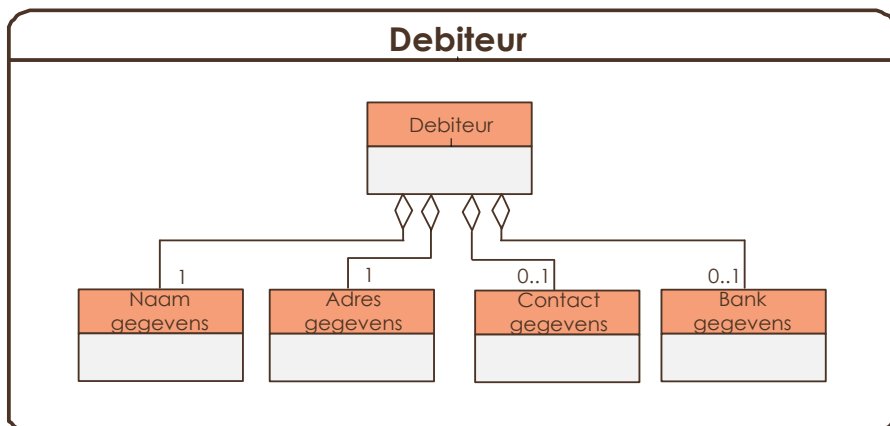 Debiteur
Debiteur
1
1
0..1
0..1
Naam
gegevens
Adres
gegevens
Contact
gegevens
Bank
gegevens